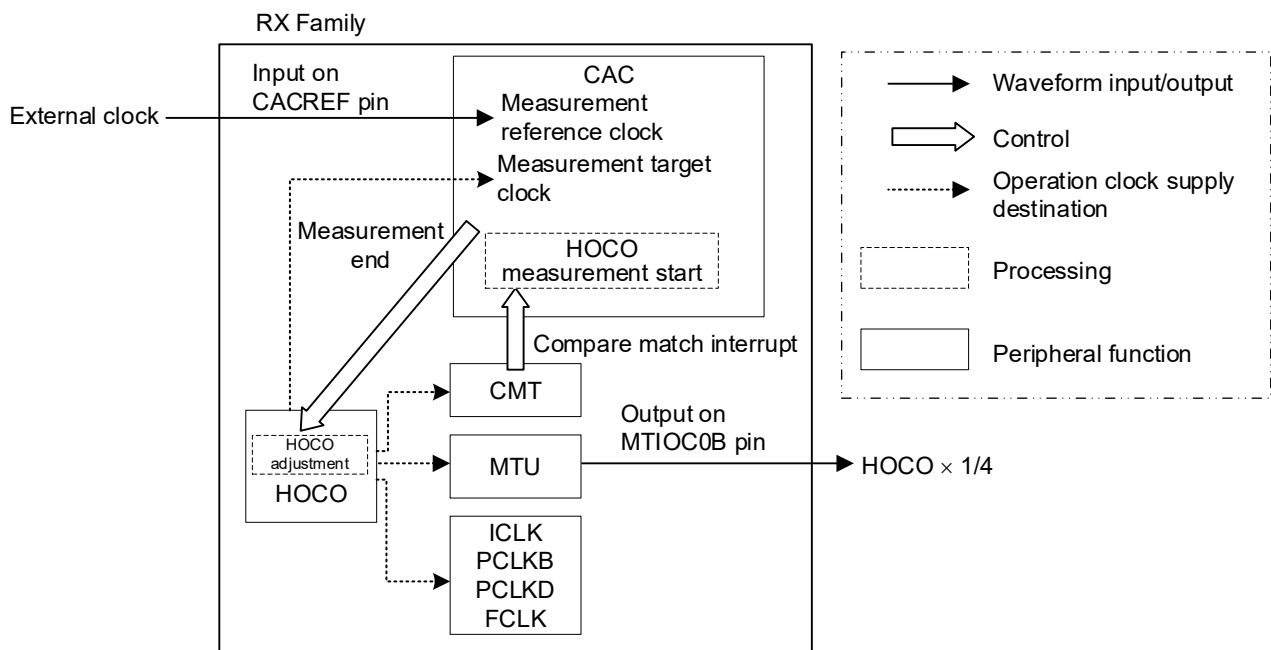 RX Family
Input on
CACREF pin
External clock
CAC
Measurement
reference clock
Measurement target
clock
Measurement
end
HOCO
measurement start
Compare match interrupt
CMT
HOCO
adjustment
HOCO
MTU
Output on
MTIOC0B pin
HOCO × 1/4
ICLK
PCLKB
PCLKD
FCLK
Waveform input/output
Control
Operation clock supply
destination
Processing
Peripheral function